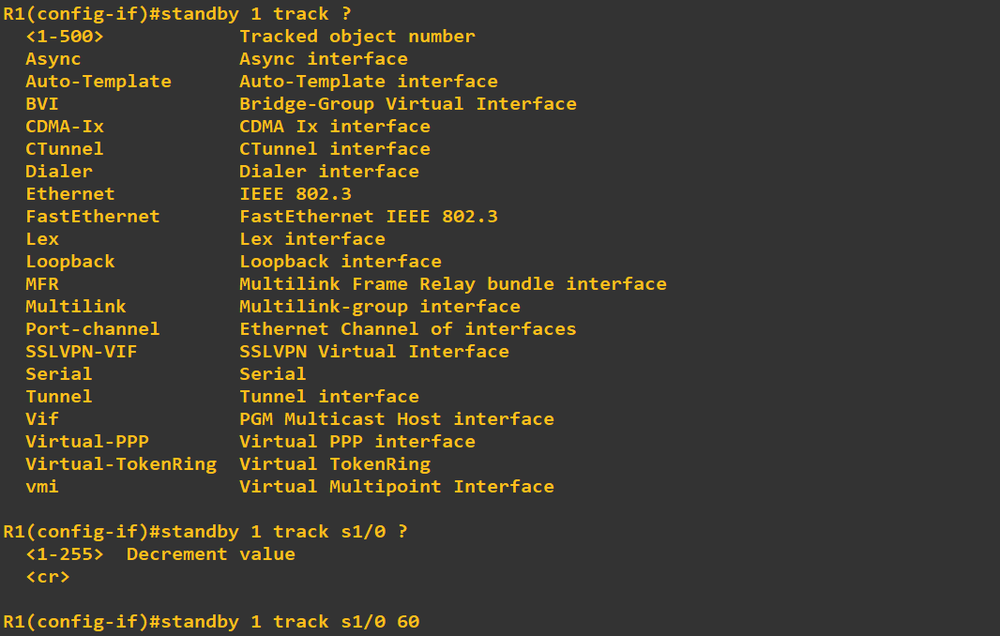 R1(config-if)#standby 1 track ?
  <1-500>            Tracked object number
  Async              Async interface
  Auto-Template      Auto-Template interface
  BVI                Bridge-Group Virtual Interface
  CDMA-Ix            CDMA Ix interface
  CTunnel            CTunnel interface
  Dialer             Dialer interface
  Ethernet           IEEE 802.3
  FastEthernet       FastEthernet IEEE 802.3
  Lex                Lex interface
  Loopback           Loopback interface
  MFR                Multilink Frame Relay bundle interface
  Multilink          Multilink-group interface
  Port-channel       Ethernet Channel of interfaces
  SSLVPN-VIF         SSLVPN Virtual Interface
  Serial             Serial
  Tunnel             Tunnel interface
  Vif                PGM Multicast Host interface
  Virtual-PPP        Virtual PPP interface
  Virtual-TokenRing  Virtual TokenRing
  vmi                Virtual Multipoint Interface

R1(config-if)#standby 1 track s1/0 ?
  <1-255>  Decrement value
  <cr>

R1(config-if)#standby 1 track s1/0 60